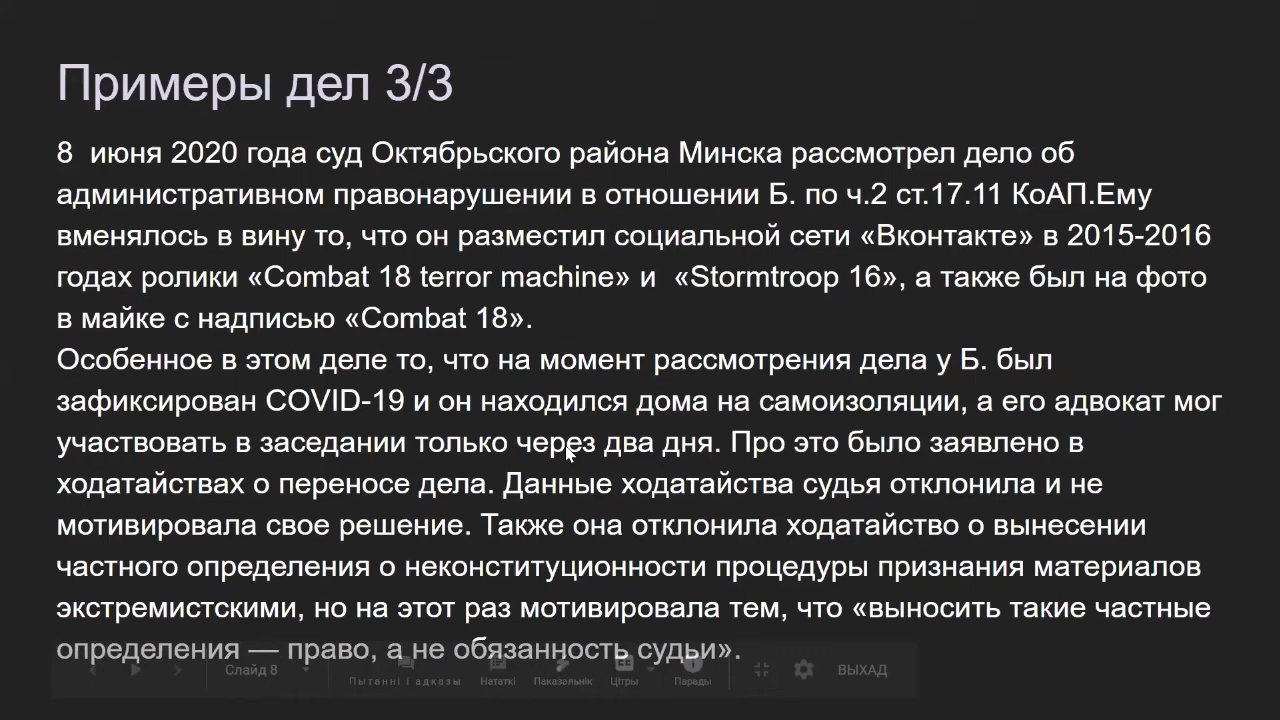 Примеры дел 3/3
8 июня 2020 года суд Октябрьского района Минска рассмотрел дело об
административном правонарушении в отношении Б. по ч.2 ст.17.11 КоАП.Ему
вменялось в вину то, что он разместил социальной сети «Вконтакте» в 2015-2016
годах ролики «Combat 18 terror machine» и «Stormtroop 16», а также был на фото
в майке с надписью «Combat 18».
Особенное в этом деле то, что на момент рассмотрения дела у Б. был
зафиксирован COVID-19 и он находился дома на самоизоляции, а его адвокат мог
участвовать в заседании только через два дня. Про это было заявлено в
ходатайствах о переносе дела. Данные ходатайства судья отклонила и не
мотивировала свое решение. Также она отклонила ходатайство о вынесении
частного определения о неконституционности процедуры признания материалов
экстремистскими, но на этот раз мотивировала тем, что «выносить такие частные
определения — право, а не обязанность судьи».
Слайд 8 Пытанні і адказы Нататкі Паказальнік Цітры Парады ВЫХАД